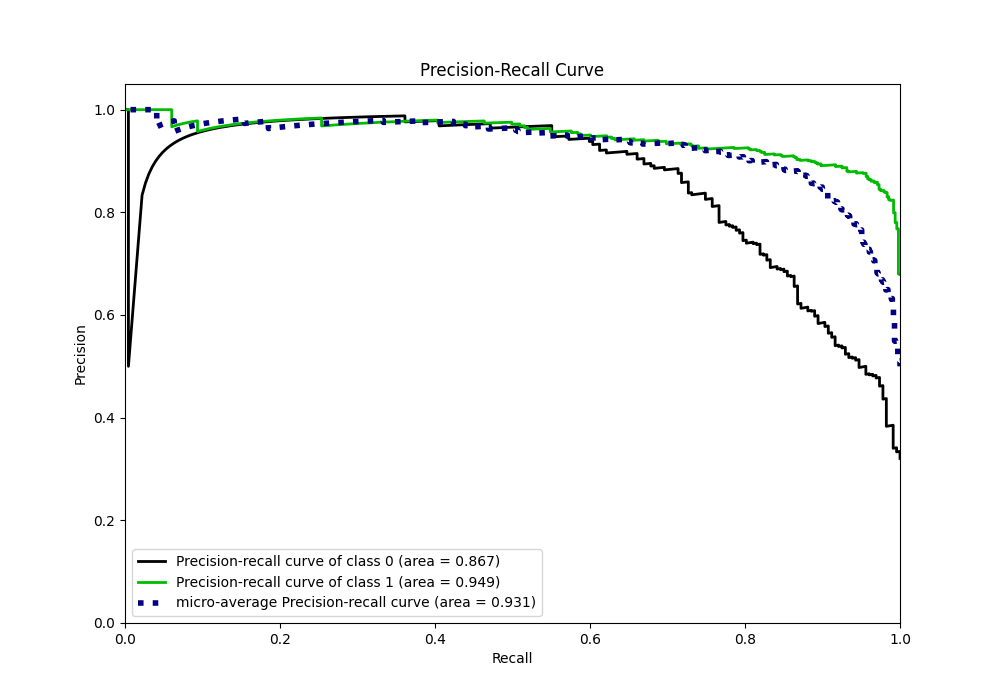 Precision-Recall Curve
1.0
0.8
0.6
0.4
0.2
0.0
Precision
Precision-recall curve of class 0 (area = 0.867)
Precision-recall curve of class 1 (area = 0.949)
micro-average Precision-recall curve (area = 0.931)
0.0 0.2 0.4 0.6 0.8 1.0
Recall